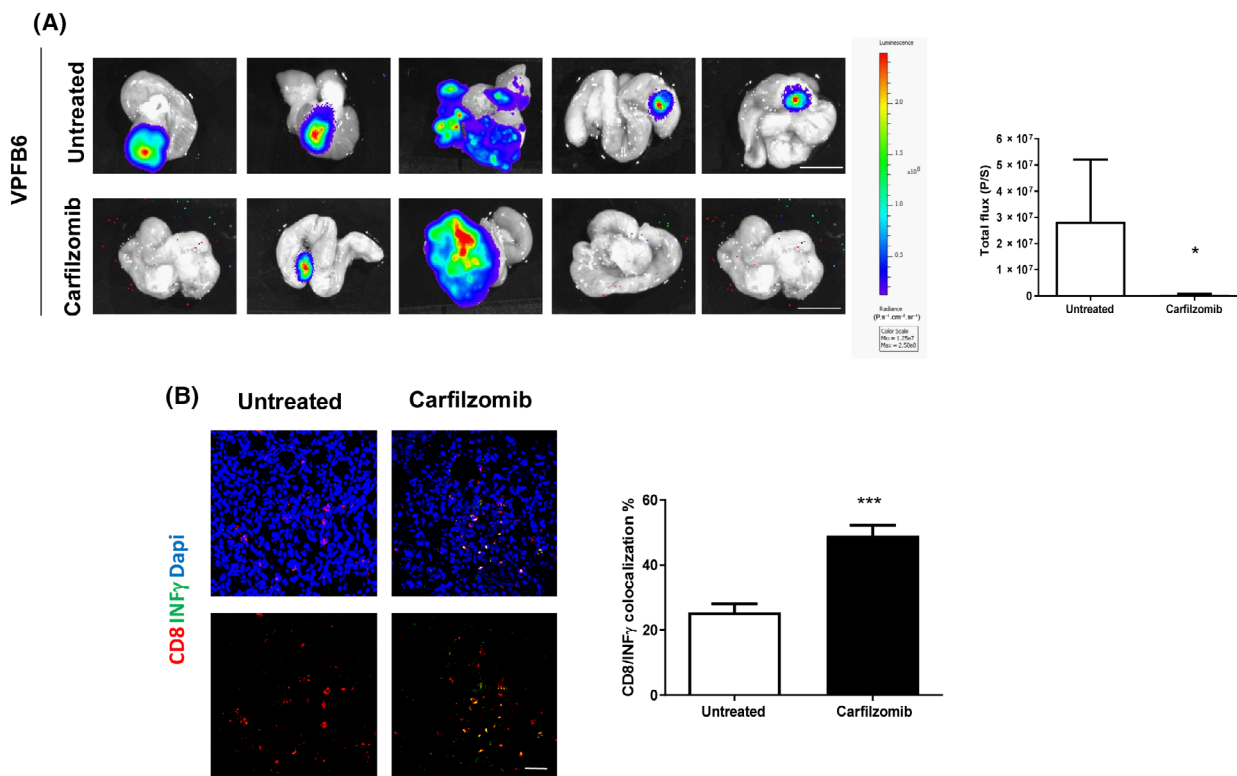 (A)
VPFB6
Untreated
Carfilzomib
Luminescence
2.0
1.5
x10⁸
1.0
0.5
Radiance
(P.s⁻¹.cm⁻².sr⁻¹)
Color Scale
Min = 1.25e7
Max = 2.50e8
Total flux (P/S)
6 × 10⁷
5 × 10⁷
4 × 10⁷
3 × 10⁷
2 × 10⁷
1 × 10⁷
0
*
Untreated
Carfilzomib
(B)
Untreated
Carfilzomib
CD8 INFγ Dapi
CD8/INFγ colocalization %
60
40
20
0
***
Untreated
Carfilzomib